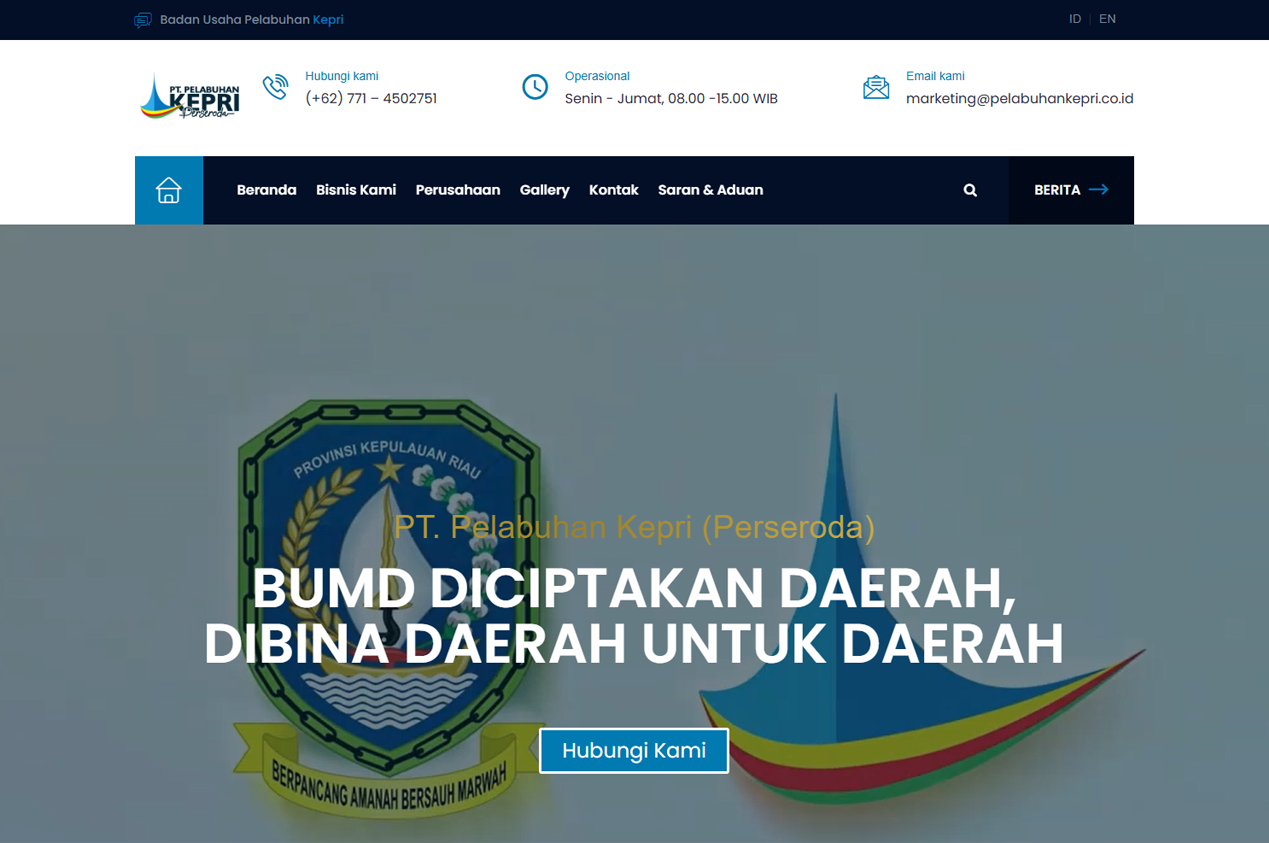 Badan Usaha Pelabuhan Kepri
ID | EN
PT. PELABUHAN
KEPRI
Perseroda
Hubungi kami
(+62) 771 – 4502751
Operasional
Senin - Jumat, 08.00 -15.00 WIB
Email kami
marketing@pelabuhankepri.co.id
Beranda Bisnis Kami Perusahaan Gallery Kontak Saran & Aduan BERITA
PROVINSI KEPULAUAN RIAU
PT. Pelabuhan Kepri (Perseroda)
BUMD DICIPTAKAN DAERAH,
DIBINA DAERAH UNTUK DAERAH
Hubungi Kami
BERPANCANG AMANAH BERSAUH MARWAH